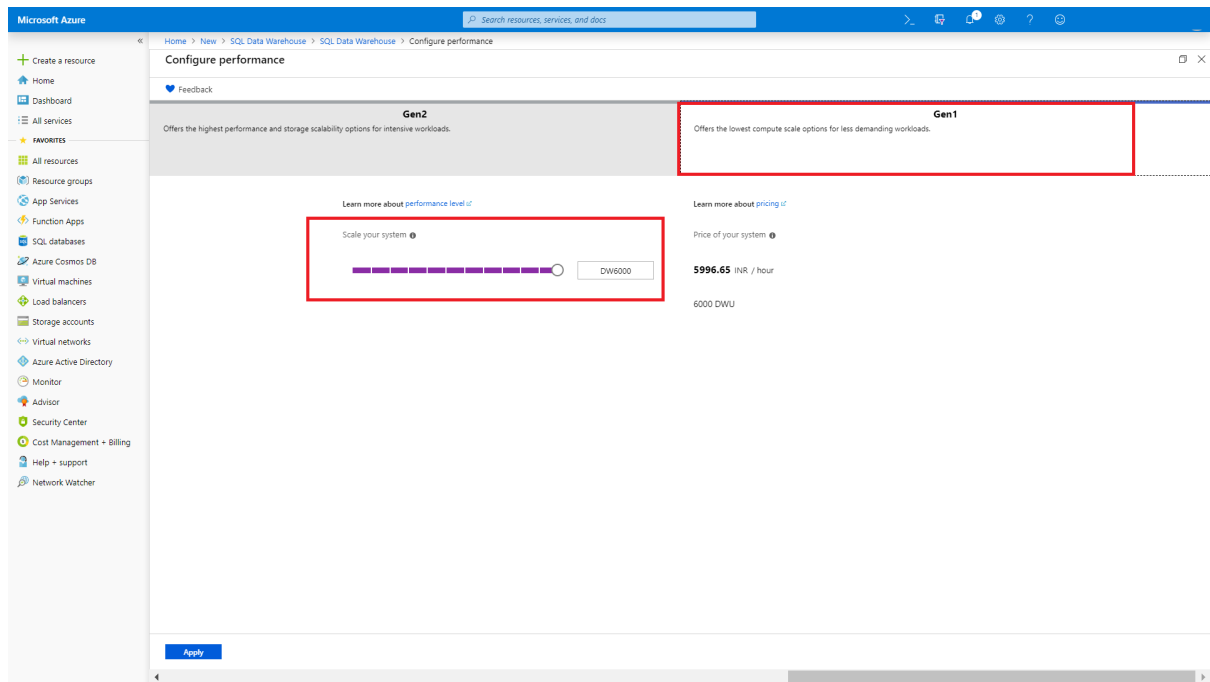 Microsoft Azure
Search resources, services, and docs
1
Home > New > SQL Data Warehouse > SQL Data Warehouse > Configure performance
Configure performance
Create a resource
Home
Dashboard
All services
FAVORITES
All resources
Resource groups
App Services
Function Apps
SQL databases
Azure Cosmos DB
Virtual machines
Load balancers
Storage accounts
Virtual networks
Azure Active Directory
Monitor
Advisor
Security Center
Cost Management + Billing
Help + support
Network Watcher
Feedback
Gen2
Offers the highest performance and storage scalability options for intensive workloads.
Gen1
Offers the lowest compute scale options for less demanding workloads.
Learn more about performance level
Scale your system
DW6000
Learn more about pricing
Price of your system
5996.65 INR / hour
6000 DWU
Apply